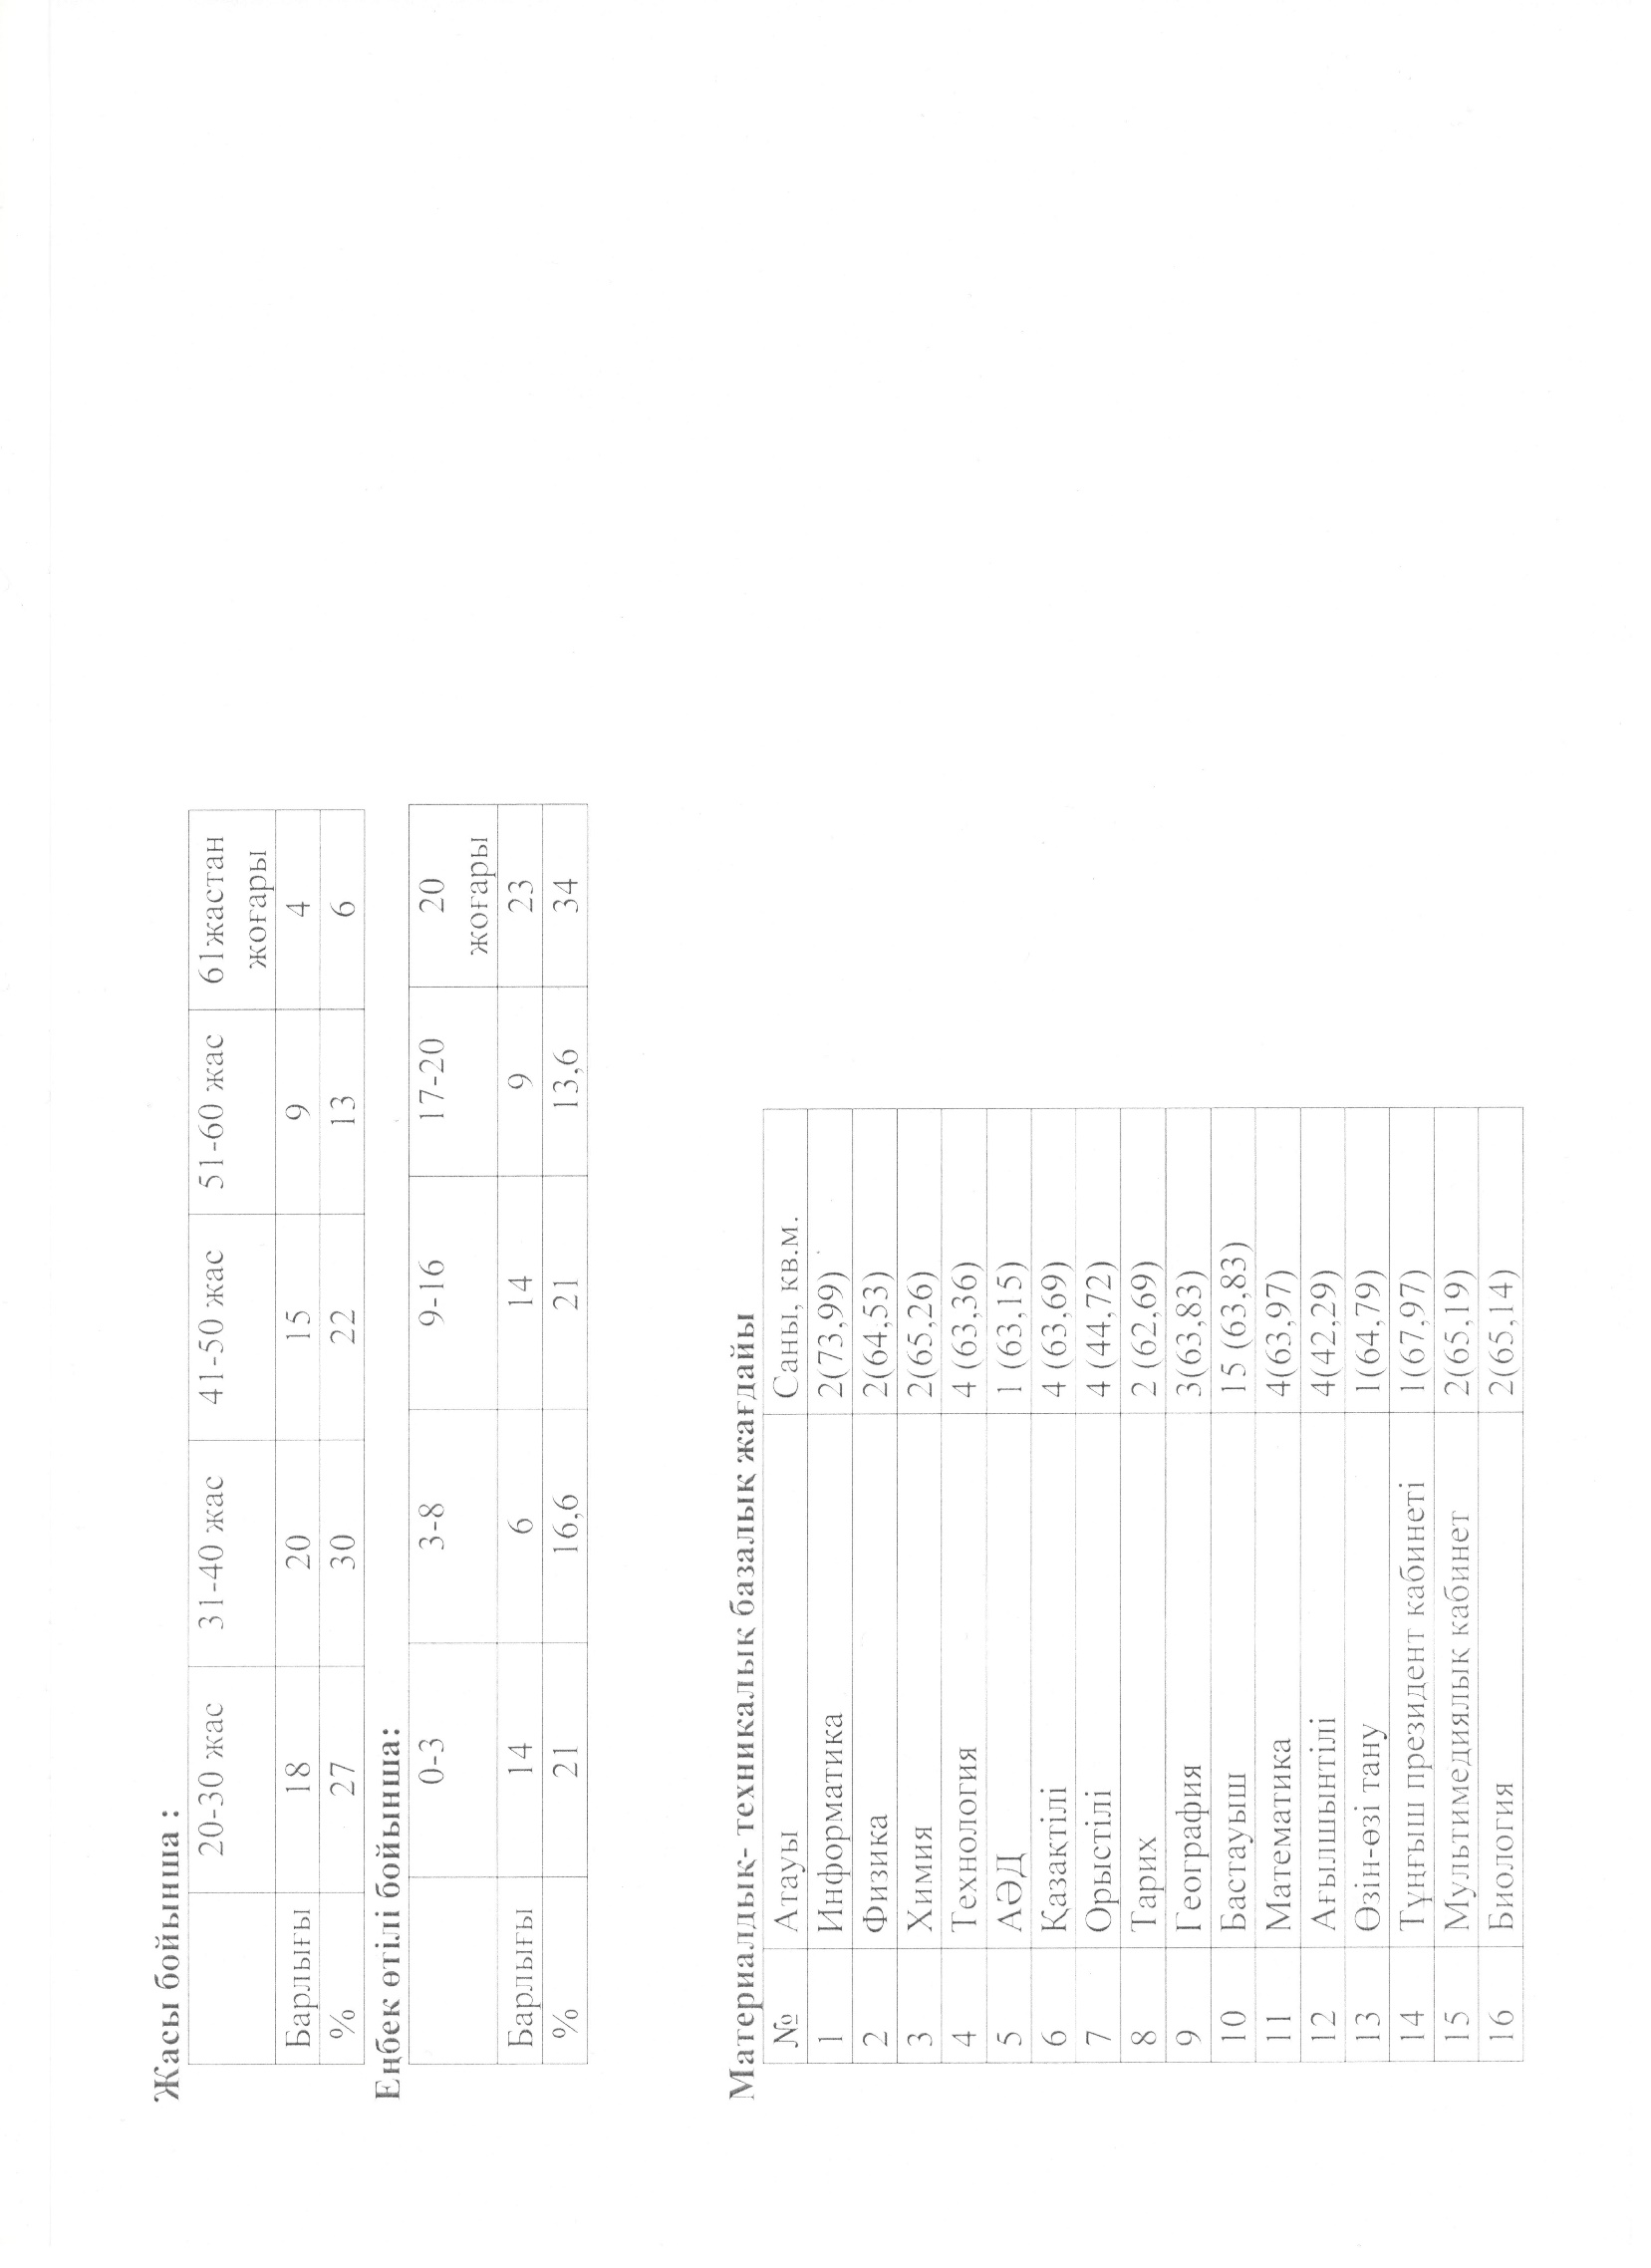 Жасы бойынша :
20-30 жас 31-40 жас 41-50 жас 51-60 жас 61жастан
жоғары
Барлығы 18 20 15 9 4
% 27 30 22 13 6
Еңбек өтілі бойынша:
0-3 3-8 9-16 17-20 20
жоғары
Барлығы 14 6 14 9 23
% 21 16,6 21 13,6 34
Материалдык- техникалык базалык жағдайы
№ Атауы Саны, кв.м.
1 Информатика 2(73,99)
2 Физика 2(64,53)
3 Химия 2(65,26)
4 Технология 4 (63,36)
5 АӘД 1 (63,15)
6 Қазақтілі 4 (63,69)
7 Орыстілі 4 (44,72)
8 Тарих 2 (62,69)
9 География 3(63,83)
10 Бастауыш 15 (63,83)
11 Математика 4(63,97)
12 Ағылшынтілі 4(42,29)
13 Өзін-өзі тану 1(64,79)
14 Тұңғыш президент кабинеті 1(67,97)
15 Мультимедиялык кабинет 2(65,19)
16 Биология 2(65,14)